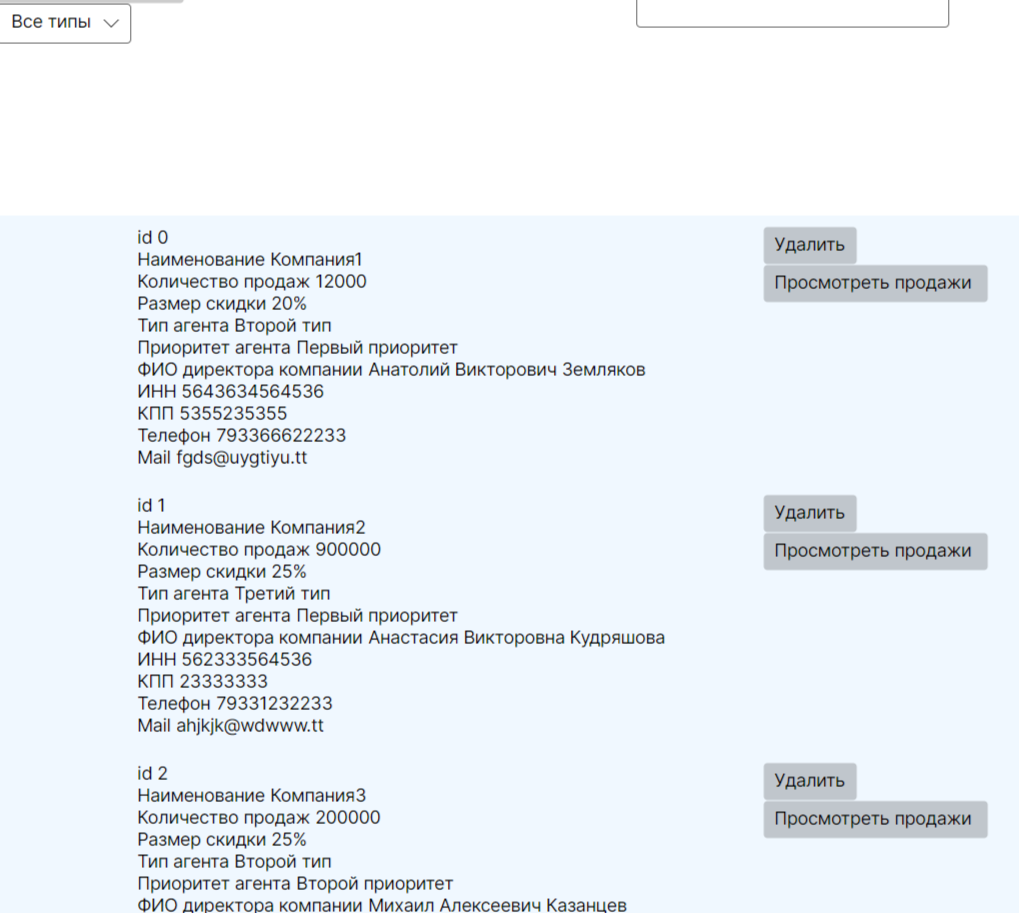 Все типы
id 0
Удалить
Наименование Компания1
Количество продаж 12000
Просмотреть продажи
Размер скидки 20%
Тип агента Второй тип
Приоритет агента Первый приоритет
ФИО директора компании Анатолий Викторович Земляков
ИНН 5643634564536
КПП 5355235355
Телефон 793366622233
Mail fgds@uygtiyu.tt
id 1
Удалить
Наименование Компания2
Количество продаж 900000
Просмотреть продажи
Размер скидки 25%
Тип агента Третий тип
Приоритет агента Первый приоритет
ФИО директора компании Анастасия Викторовна Кудряшова
ИНН 562333564536
КПП 23333333
Телефон 79331232233
Mail ahjkjk@wdwww.tt
id 2
Удалить
Наименование Компания3
Количество продаж 200000
Просмотреть продажи
Размер скидки 25%
Тип агента Второй тип
Приоритет агента Второй приоритет
ФИО директора компании Михаил Алексеевич Казанцев